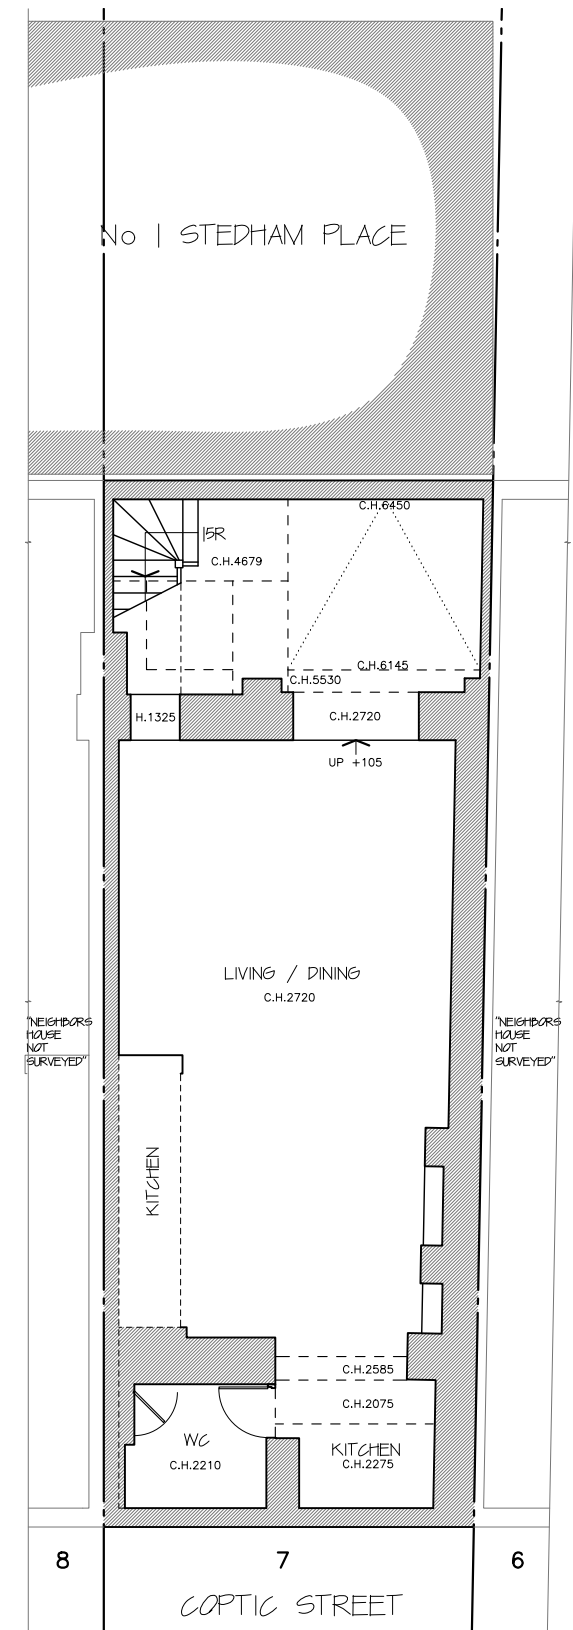 No 1 STEDHAM PLACE
C.H.6450
15R
C.H.4679
C.H.6145
C.H.5530
H.1325
C.H.2720
UP +105
LIVING / DINING
C.H.2720
"NEIGHBORS
HOUSE
NOT
SURVEYED"
"NEIGHBORS
HOUSE
NOT
SURVEYED"
KITCHEN
C.H.2585
C.H.2075
WC
C.H.2210
KITCHEN
C.H.2275
8
7
6
COPTIC STREET